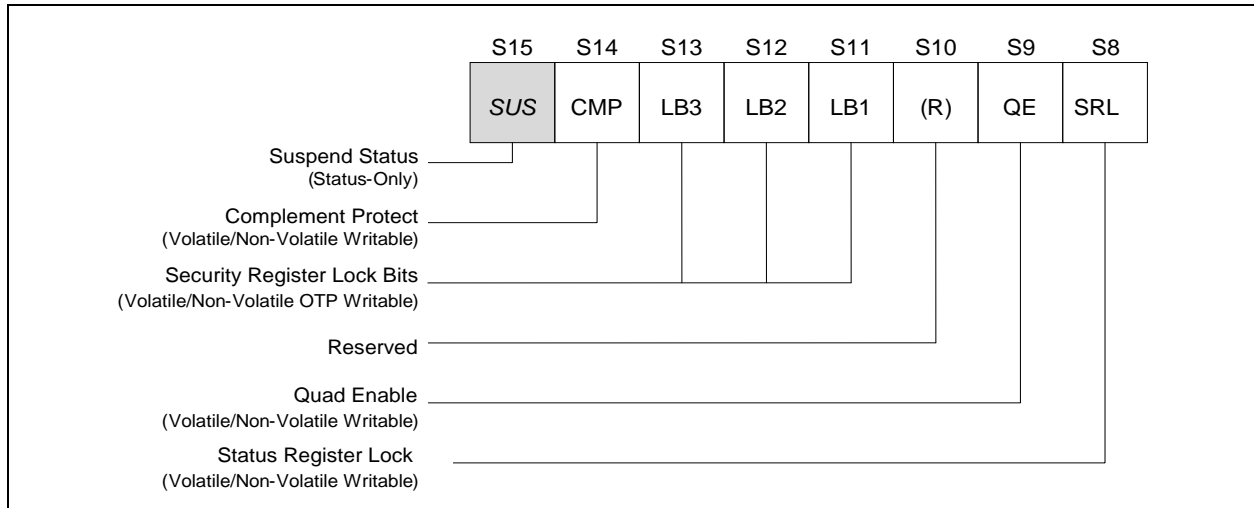 S15 S14 S13 S12 S11 S10 S9 S8
SUS CMP LB3 LB2 LB1 (R) QE SRL
Suspend Status
(Status-Only)
Complement Protect
(Volatile/Non-Volatile Writable)
Security Register Lock Bits
(Volatile/Non-Volatile OTP Writable)
Reserved
Quad Enable
(Volatile/Non-Volatile Writable)
Status Register Lock
(Volatile/Non-Volatile Writable)